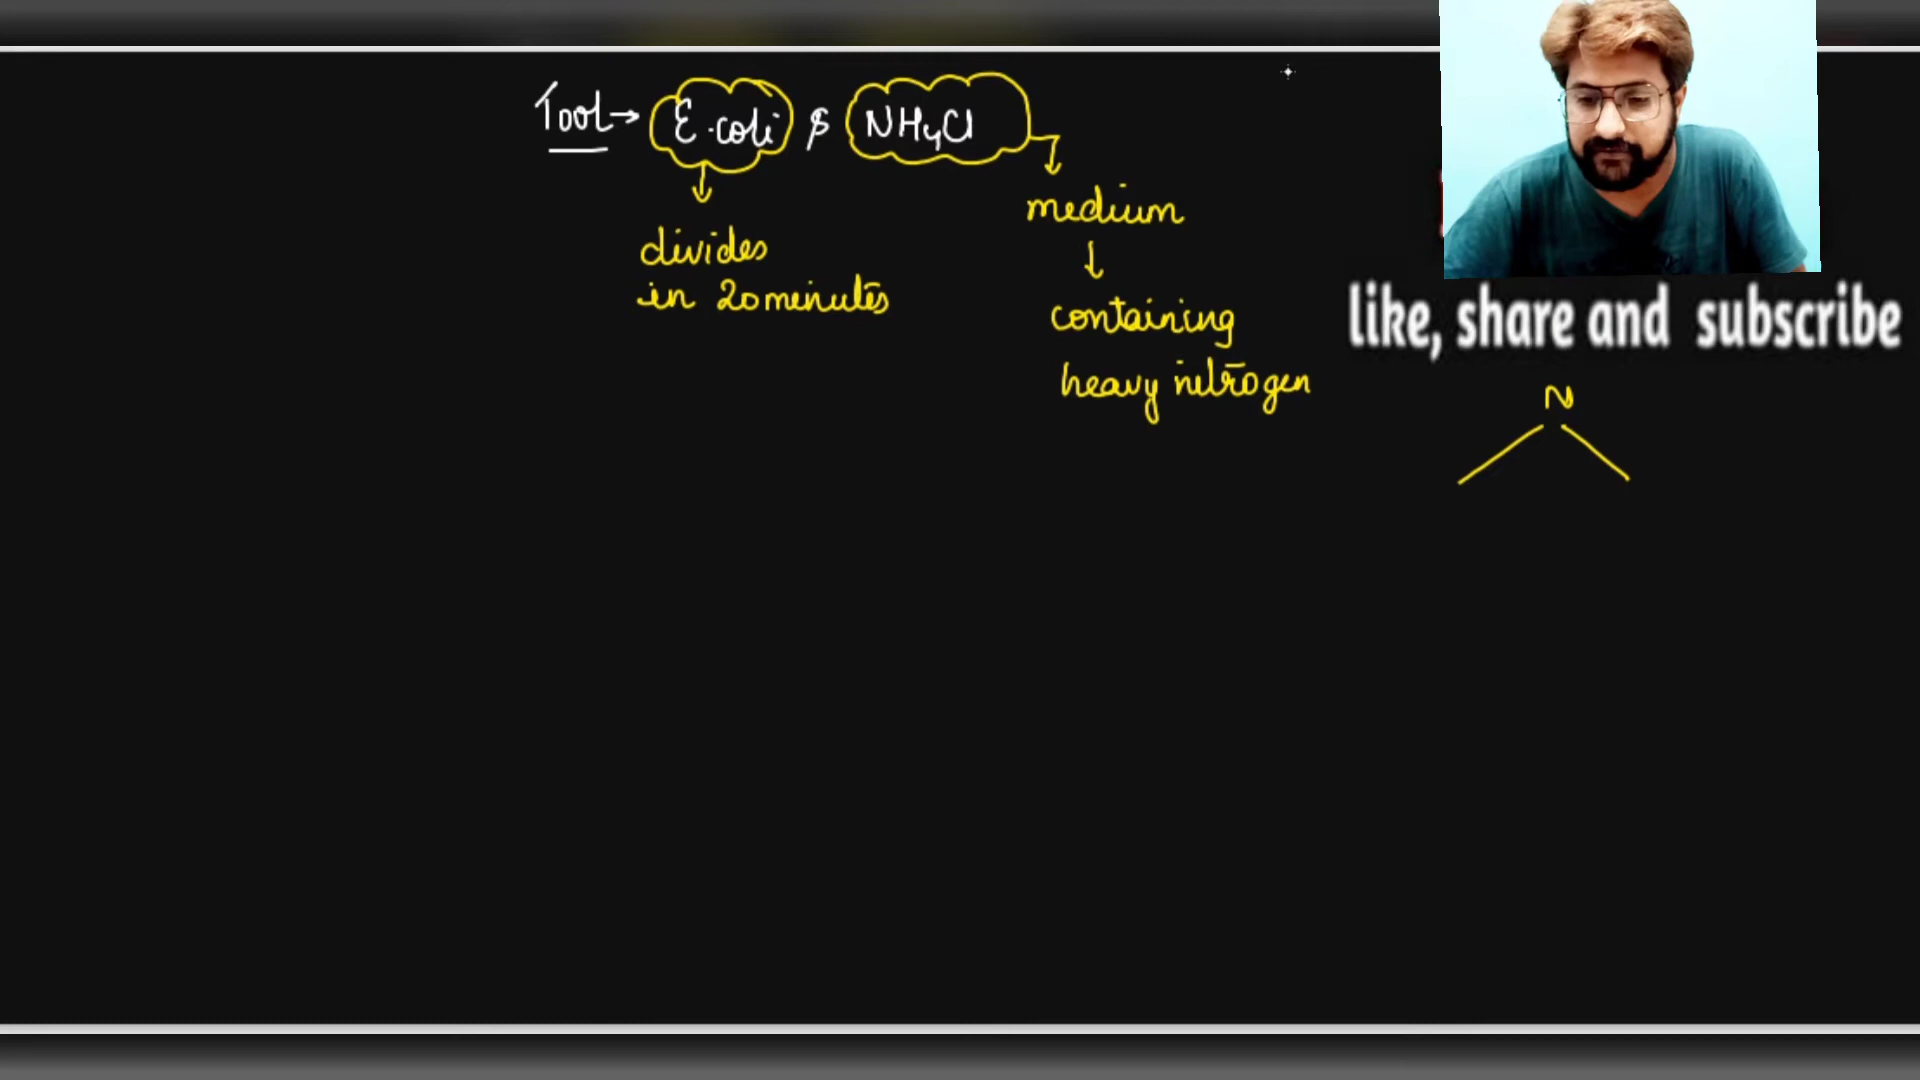 Tool → E.coli & NH4Cl
divides
in 20 minutes
medium
↓
containing
heavy nitrogen
like, share and subscribe
N